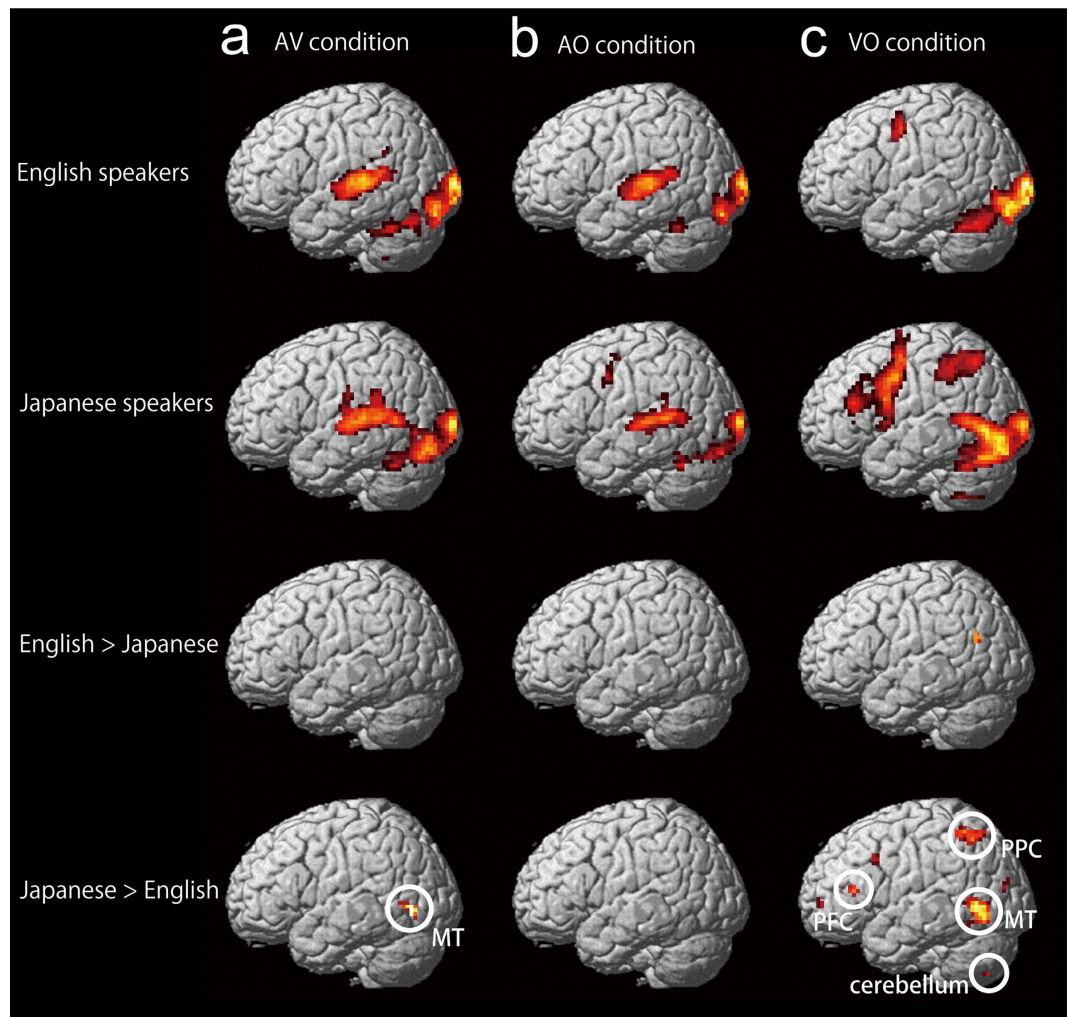 a AV condition
b AO condition
c VO condition
English speakers
Japanese speakers
English > Japanese
Japanese > English
MT
PPC
PFC
MT
cerebellum